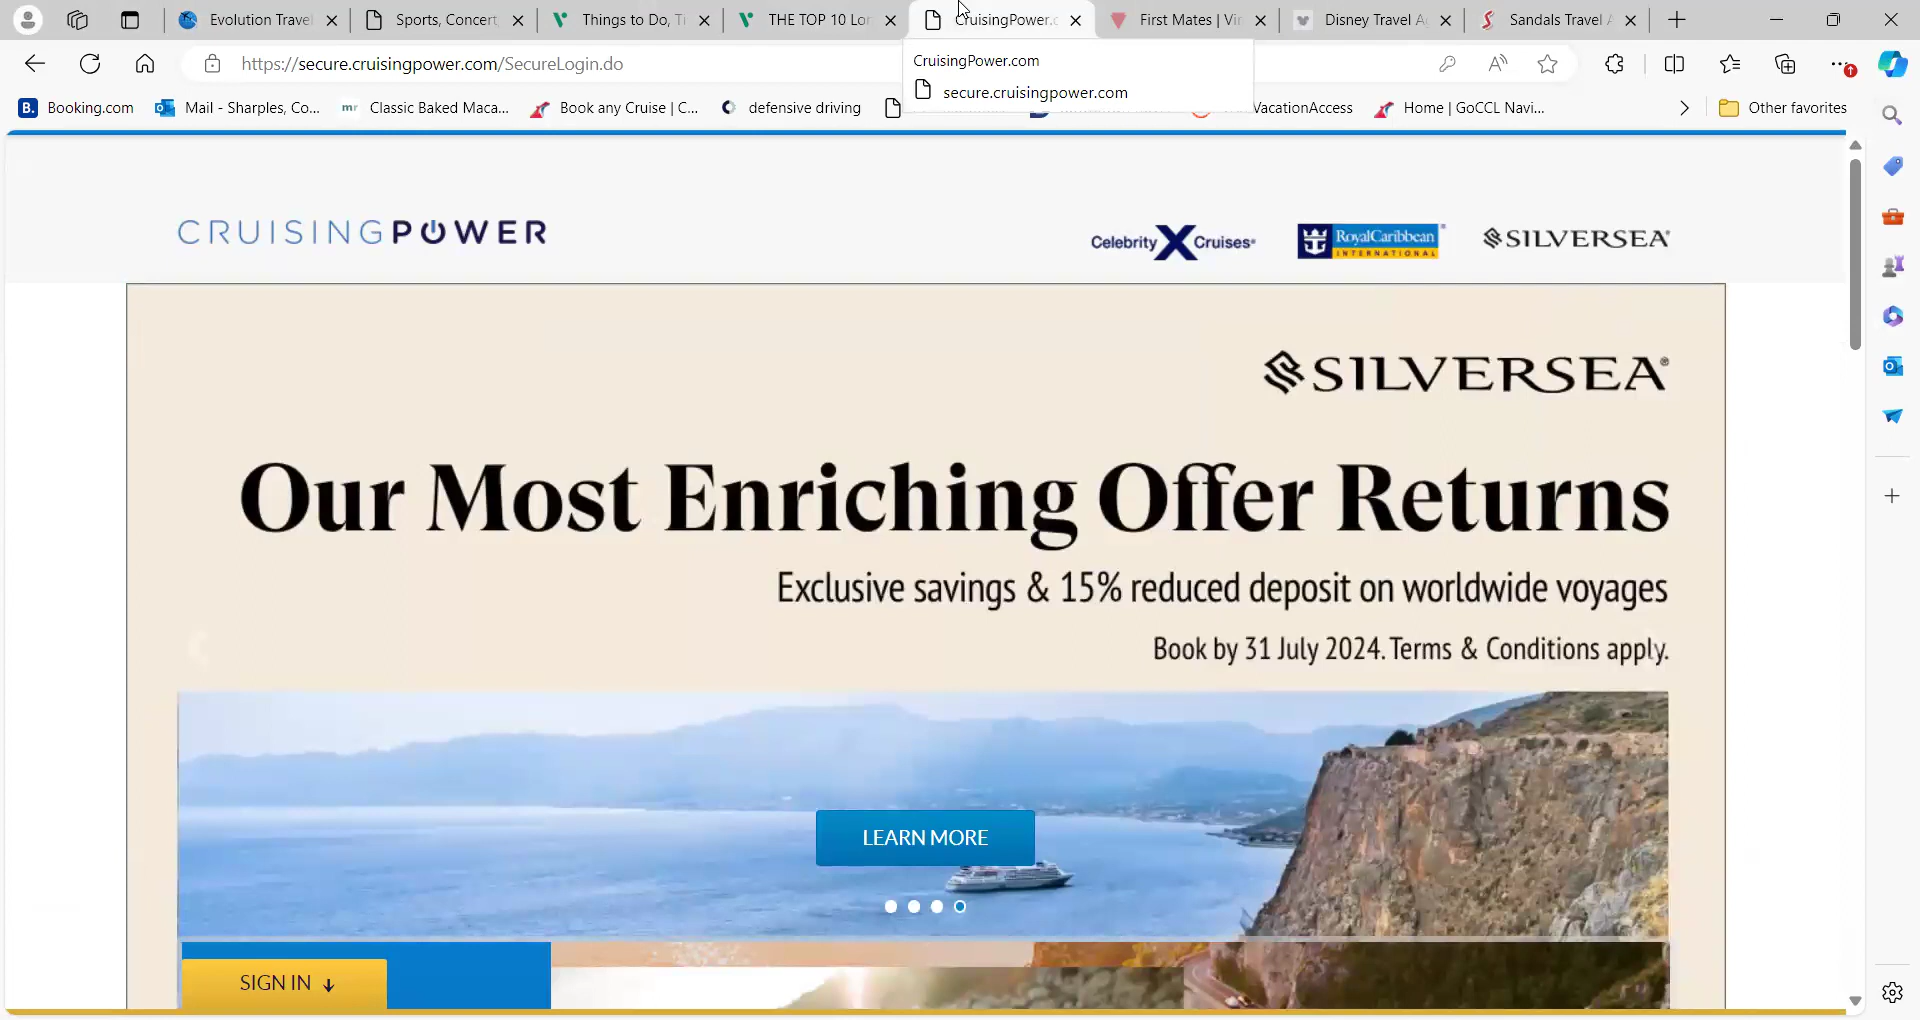 Evolution Travel
Sports, Concert
Things to Do, T
THE TOP 10 Lo
CruisingPower.c
First Mates | Vir
Disney Travel A
Sandals Travel A
https://secure.cruisingpower.com/SecureLogin.do
CruisingPower.com
secure.cruisingpower.com
Booking.com
Mail - Sharples, Co...
Classic Baked Maca...
Book any Cruise | C...
defensive driving
VacationAccess
Home | GoCCL Navi...
Other favorites
CRUISINGPOWER
Celebrity X Cruises®
RoyalCaribbean®
INTERNATIONAL
SILVERSEA®
SILVERSEA®
Our Most Enriching Offer Returns
Exclusive savings & 15% reduced deposit on worldwide voyages
Book by 31 July 2024. Terms & Conditions apply.
LEARN MORE
SIGN IN ↓